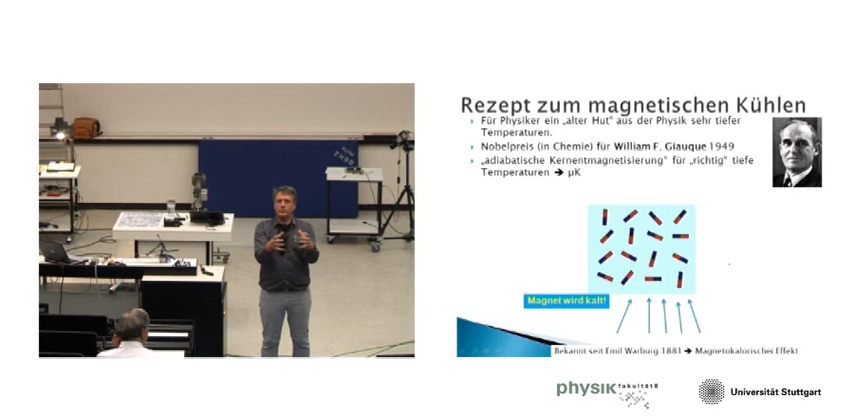 Rezept zum magnetischen Kühlen
Für Physiker ein „alter Hut" aus der Physik sehr tiefer
Temperaturen.
Nobelpreis (in Chemie) für William F. Giauque 1949
„adiabatische Kernentmagnetisierung" für „richtig" tiefe
Temperaturen ➔ µK
Magnet wird kalt!
Bekannt seit Emil Warburg 1881 ➔ Magnetokalorischer Effekt
physIK fakultät8
Universität Stuttgart